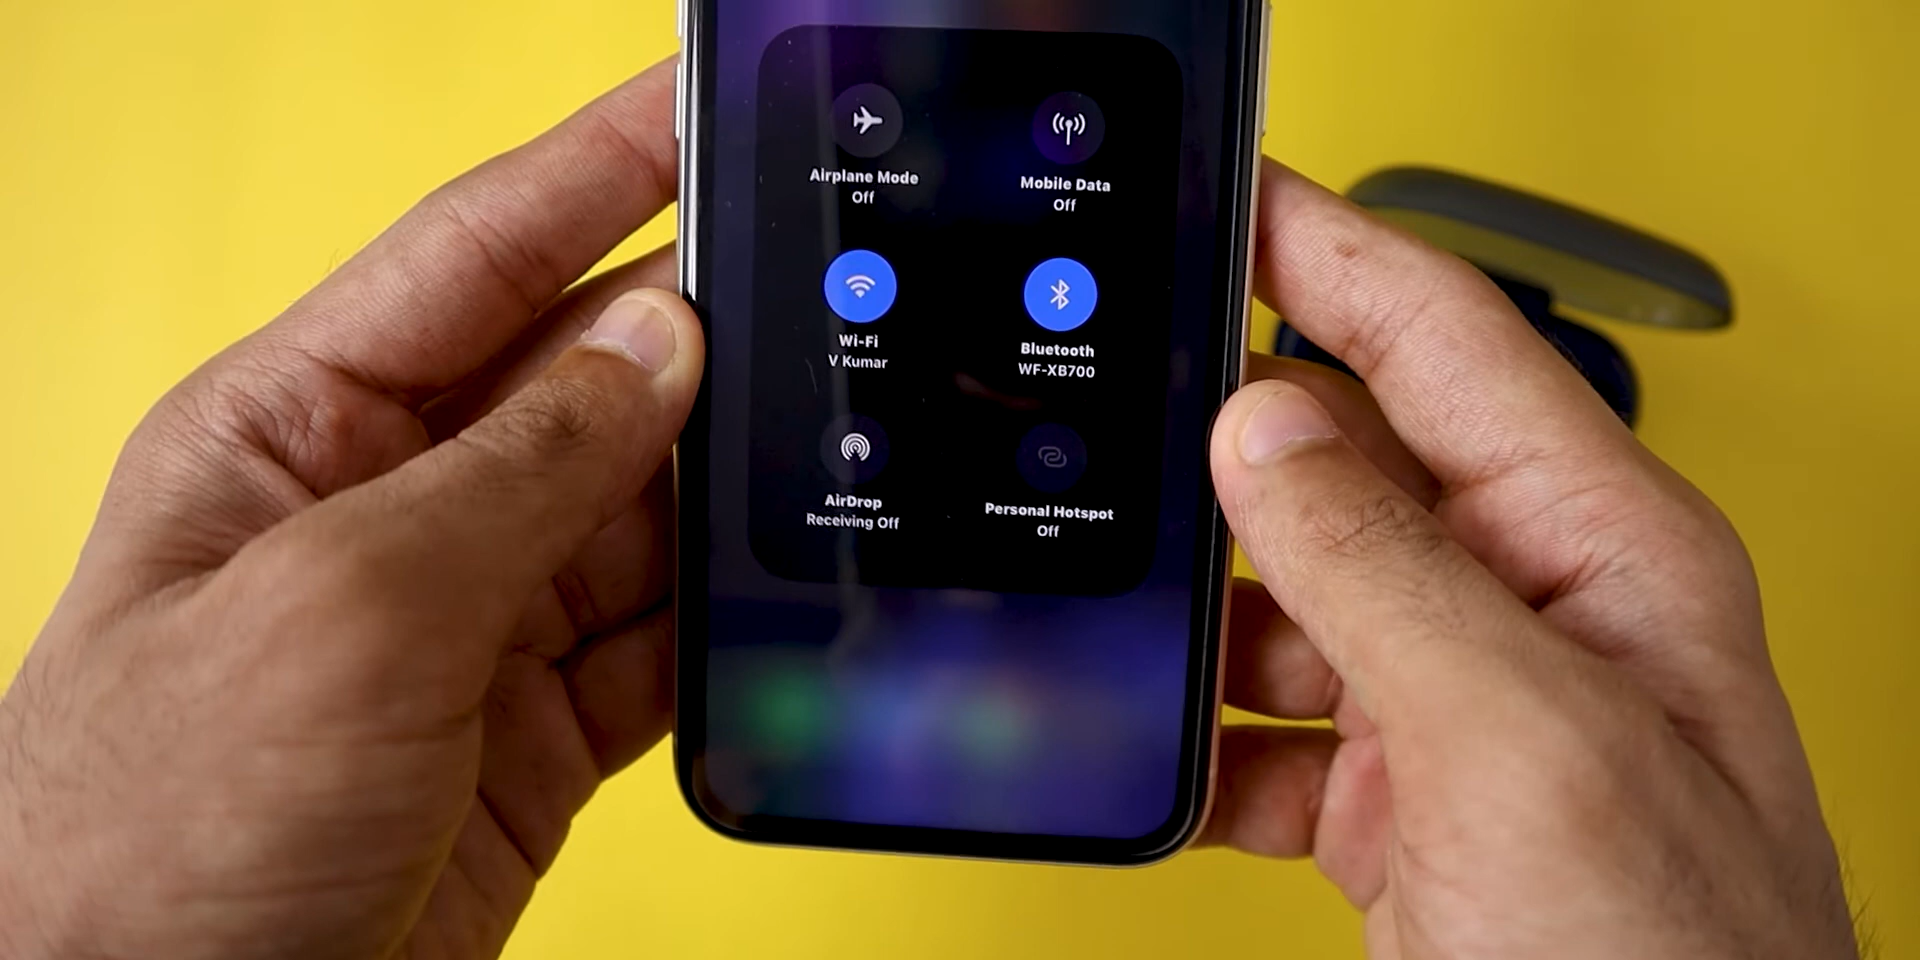 Airplane Mode
Off
Mobile Data
Off
Wi-Fi
V Kumar
Bluetooth
WF-XB700
AirDrop
Receiving Off
Personal Hotspot
Off